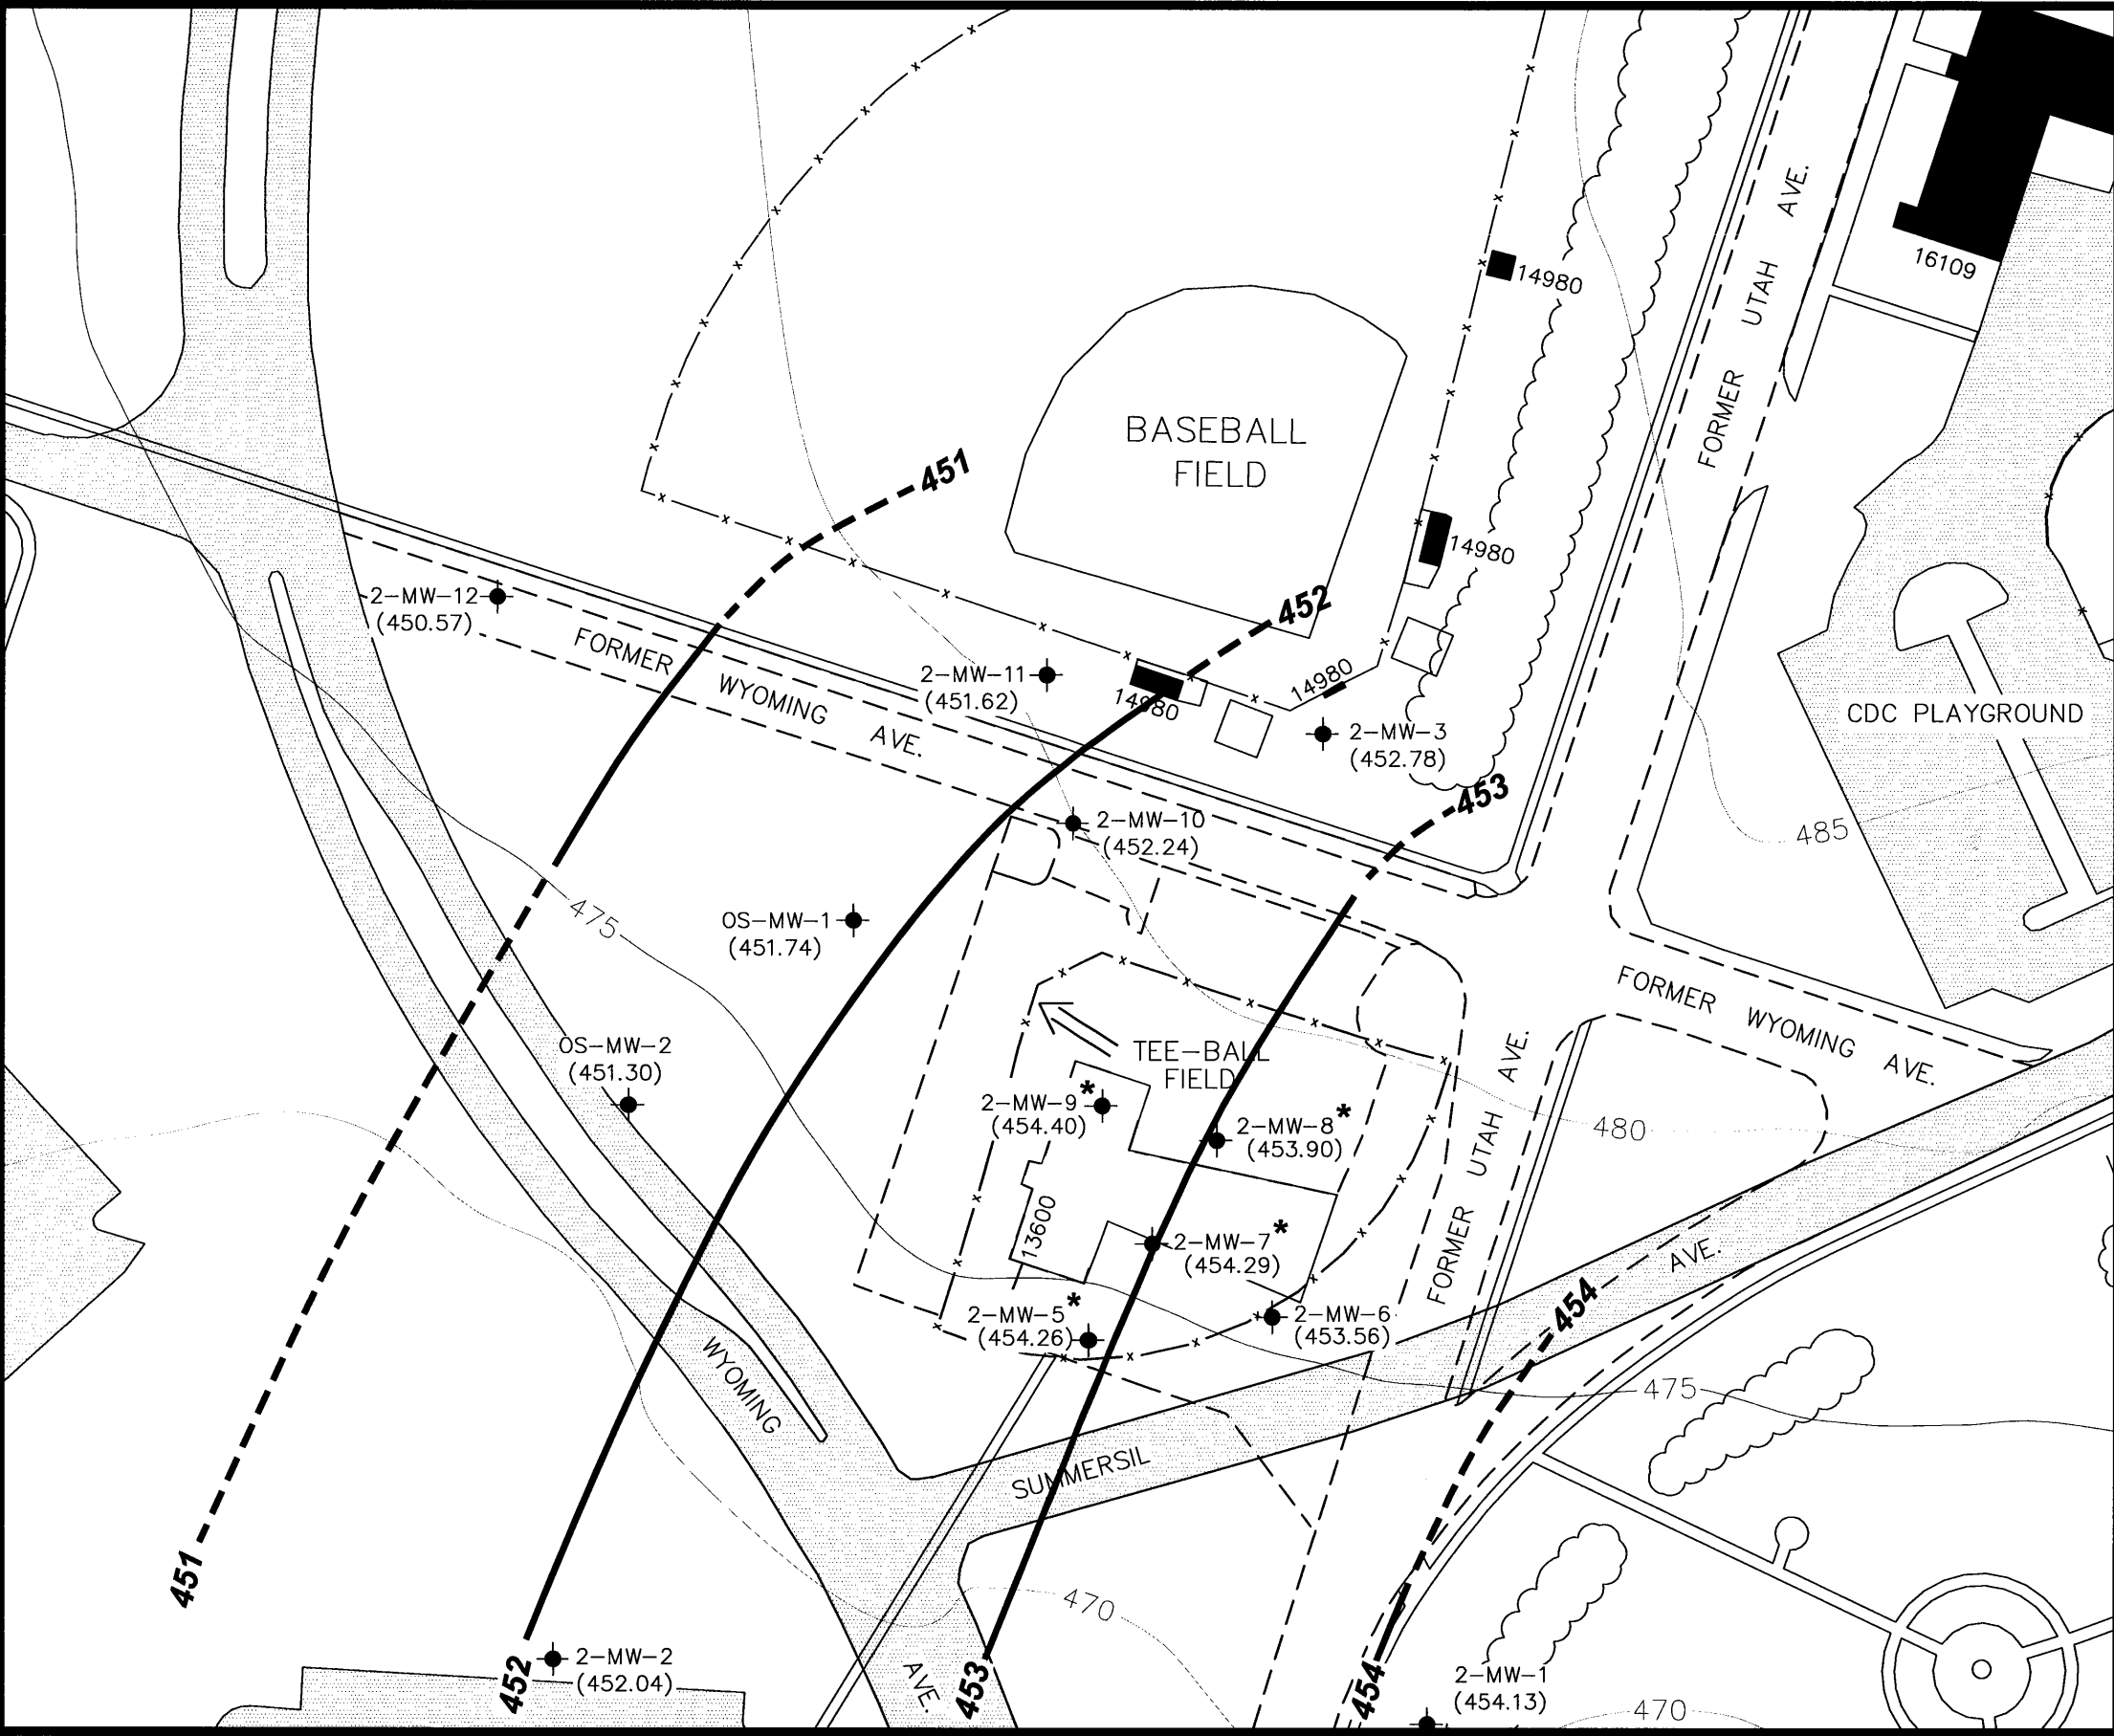 16109
14980
FORMER UTAH AVE.
BASEBALL
FIELD
451
14980
2-MW-12
(450.57)
452
FORMER WYOMING AVE.
2-MW-11
(451.62)
14980
14980
2-MW-3
(452.78)
CDC PLAYGROUND
453
485
2-MW-10
(452.24)
475
OS-MW-1
(451.74)
FORMER WYOMING AVE.
OS-MW-2
(451.30)
TEE-BALL
FIELD
2-MW-9*
(454.40)
2-MW-8*
(453.90)
480
FORMER UTAH AVE.
13600
2-MW-7*
(454.29)
AVE.
454
2-MW-5*
(454.26)
2-MW-6
(453.56)
WYOMING
475
SUMMERSIL
451
470
2-MW-2
(452.04)
452
AVE.
453
454
2-MW-1
(454.13)
470